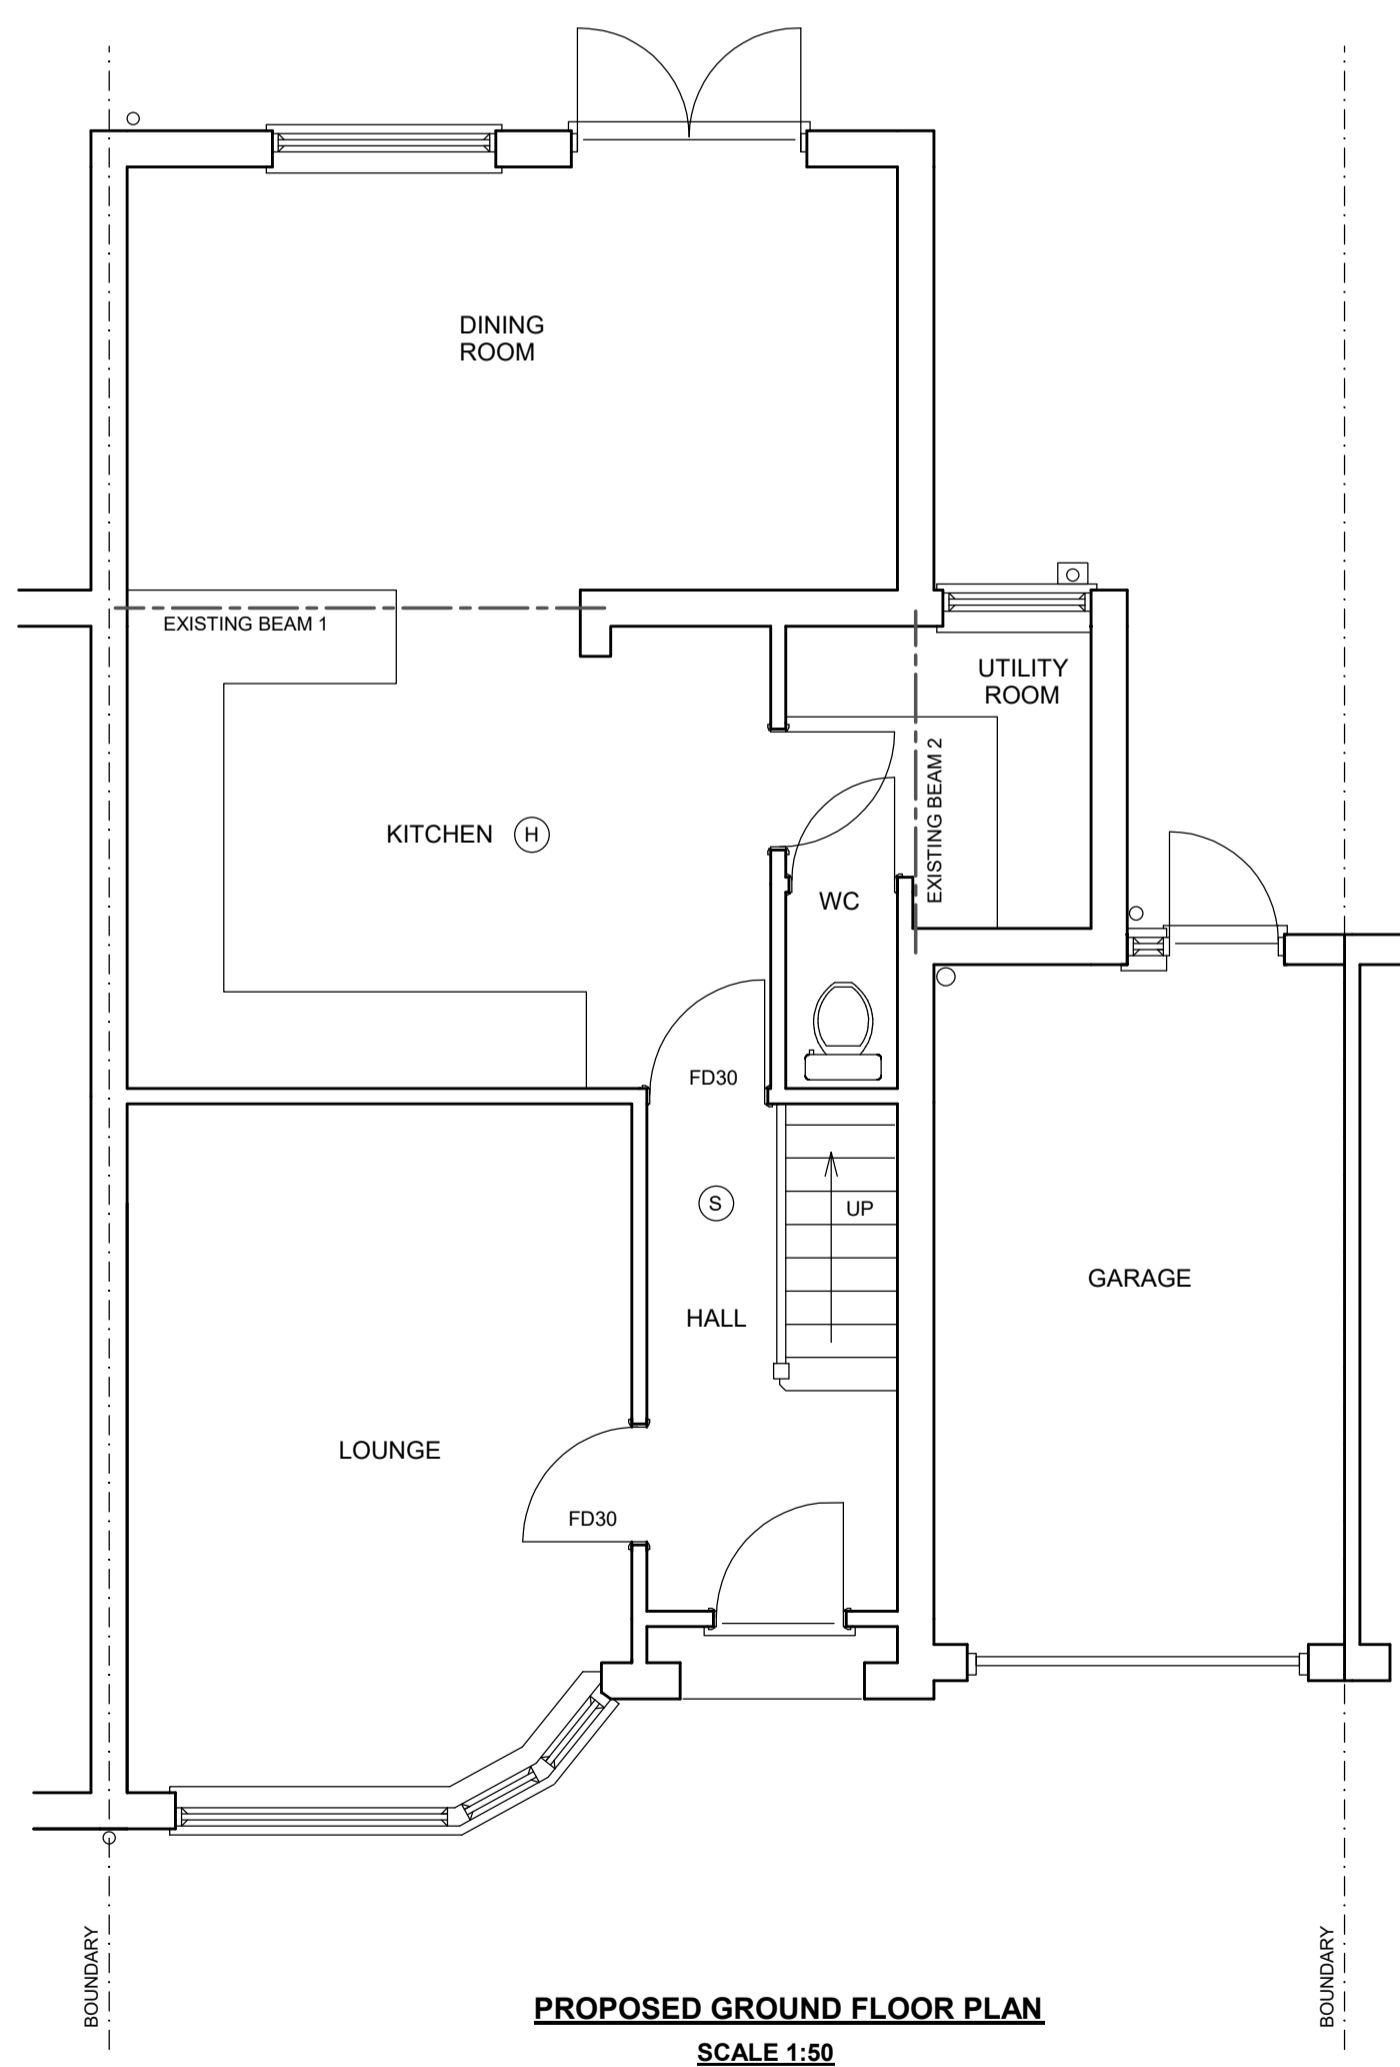 DINING
ROOM
EXISTING BEAM 1
UTILITY
ROOM
EXISTING BEAM 2
KITCHEN H
WC
FD30
S
UP
HALL
GARAGE
LOUNGE
FD30
BOUNDARY
BOUNDARY
PROPOSED GROUND FLOOR PLAN
SCALE 1:50